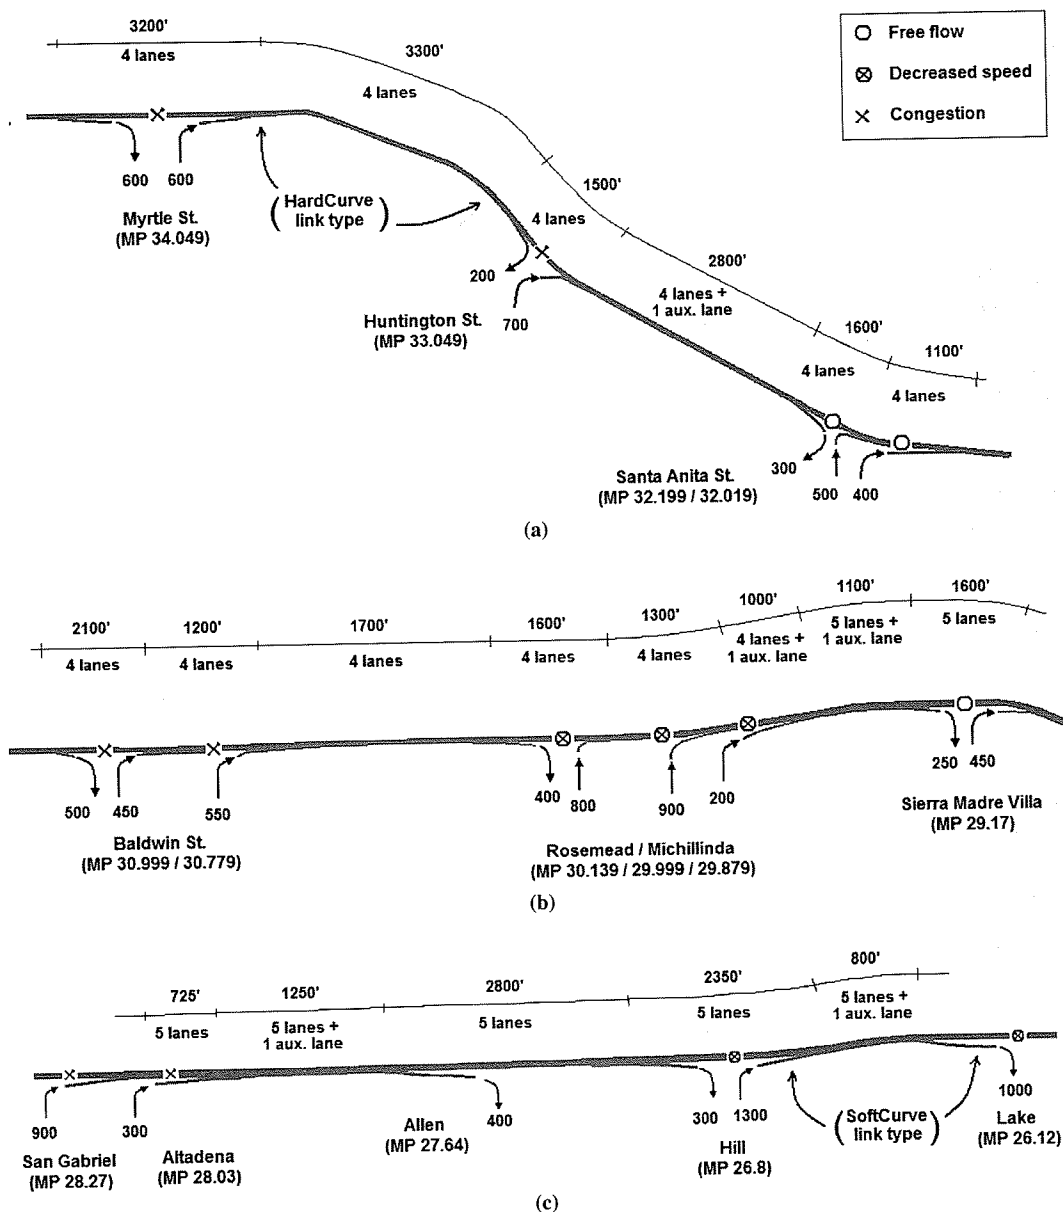 3200'
4 lanes
3300'
4 lanes
Free flow
Decreased speed
Congestion
600 600
Myrtle St.
(MP 34.049)
(HardCurve
link type)
1500'
4 lanes
200
700
Huntington St.
(MP 33.049)
2800'
4 lanes +
1 aux. lane
1600'
4 lanes
1100'
4 lanes
300
500
400
Santa Anita St.
(MP 32.199 / 32.019)
(a)
2100'
4 lanes
1200'
4 lanes
1700'
4 lanes
1600'
4 lanes
1300'
4 lanes
1000'
4 lanes +
1 aux. lane
1100'
5 lanes +
1 aux. lane
1600'
5 lanes
500
450
550
400
800
900
200
250
450
Baldwin St.
(MP 30.999 / 30.779)
Rosemead / Michillinda
(MP 30.139 / 29.999 / 29.879)
Sierra Madre Villa
(MP 29.17)
(b)
725'
5 lanes
1250'
5 lanes +
1 aux. lane
2800'
5 lanes
2350'
5 lanes
800'
5 lanes +
1 aux. lane
900
San Gabriel
(MP 28.27)
300
Altadena
(MP 28.03)
400
Allen
(MP 27.64)
300
1300
Hill
(MP 26.8)
(SoftCurve
link type)
1000
Lake
(MP 26.12)
(c)